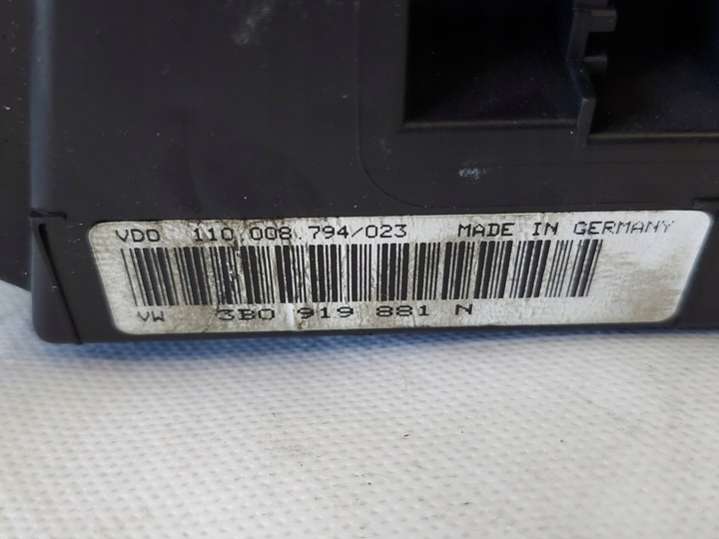 VDO 110.008.794/023 MADE IN GERMANY
VW 3B0 919 881 N